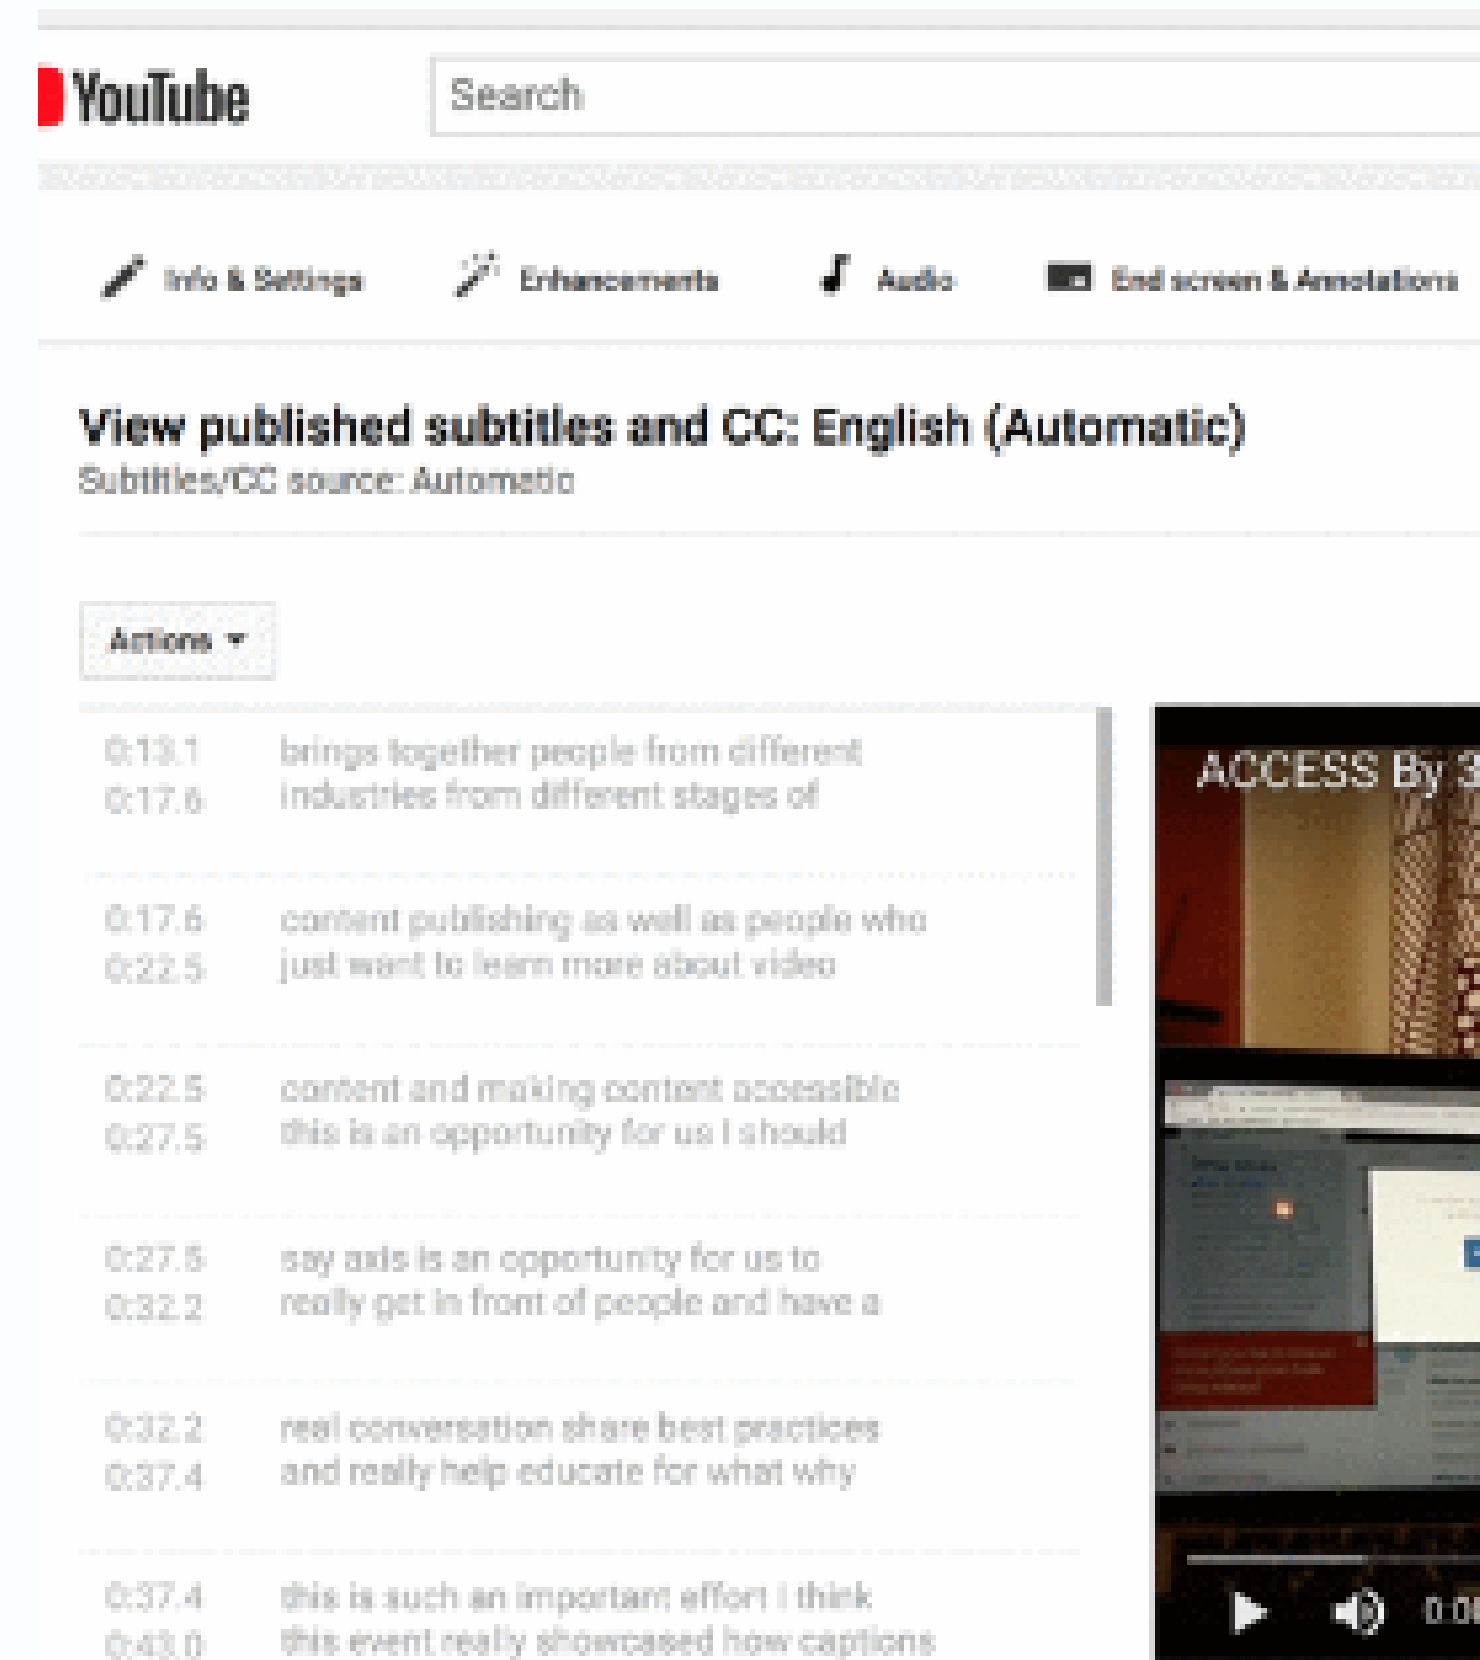 YouTube
Search
Info & Settings
Enhancements
Audio
End screen & Annotations
View published subtitles and CC: English (Automatic)
Subtitles/CC source: Automatic
Actions
0:13.1 brings together people from different
0:17.6 industries from different stages of
0:17.6 content publishing as well as people who
0:22.5 just want to learn more about video
0:22.5 content and making content accessible
0:27.5 this is an opportunity for us I should
0:27.5 say axis is an opportunity for us to
0:32.2 really get in front of people and have a
0:32.2 real conversation share best practices
0:37.4 and really help educate for what why
0:37.4 this is such an important effort I think
0:43.0 this event really showcased how captions
ACCESS By 3